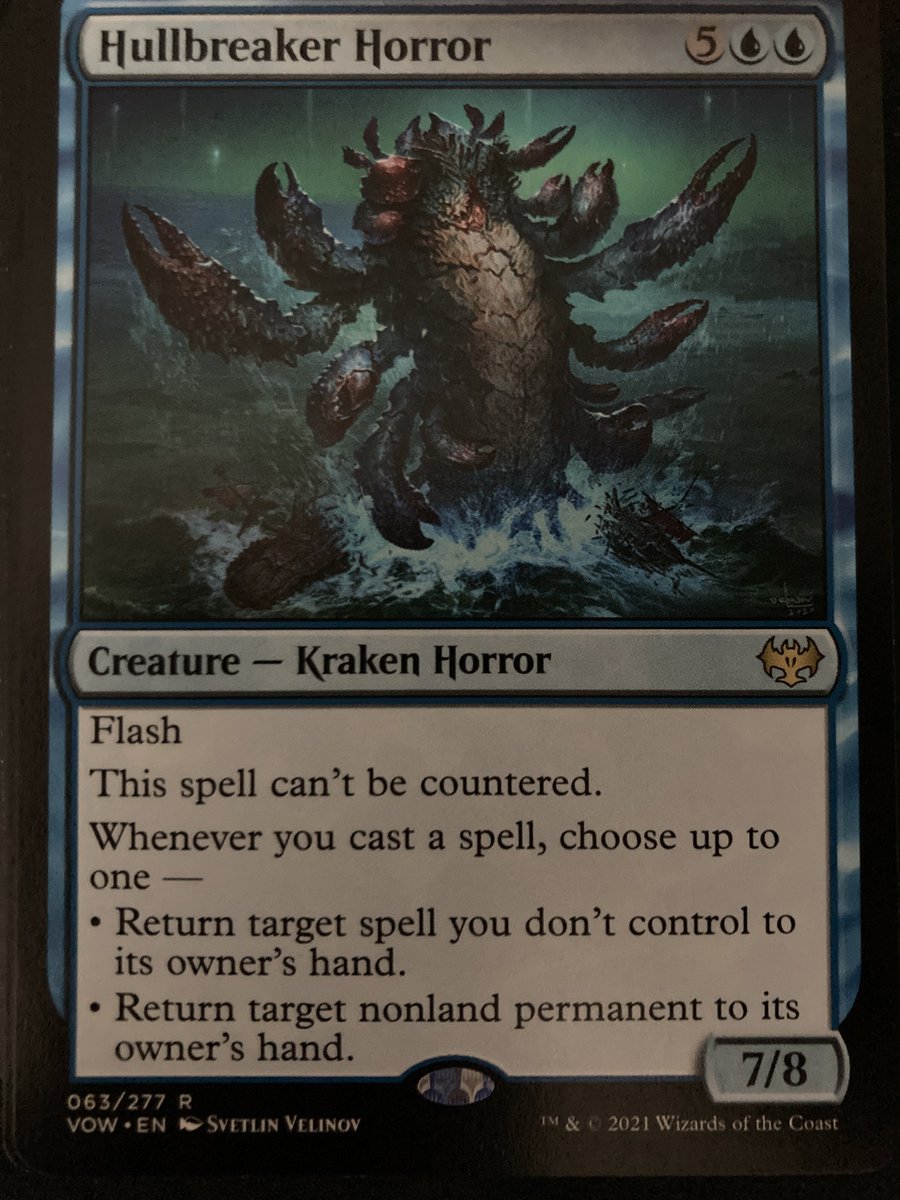 Hullbreaker Horror 5
Creature — Kraken Horror
Flash
This spell can't be countered.
Whenever you cast a spell, choose up to
one —
• Return target spell you don't control to
its owner's hand.
• Return target nonland permanent to its
owner's hand.
7/8
063/277 R
VOW • EN Svetlin Velinov
™ & © 2021 Wizards of the Coast